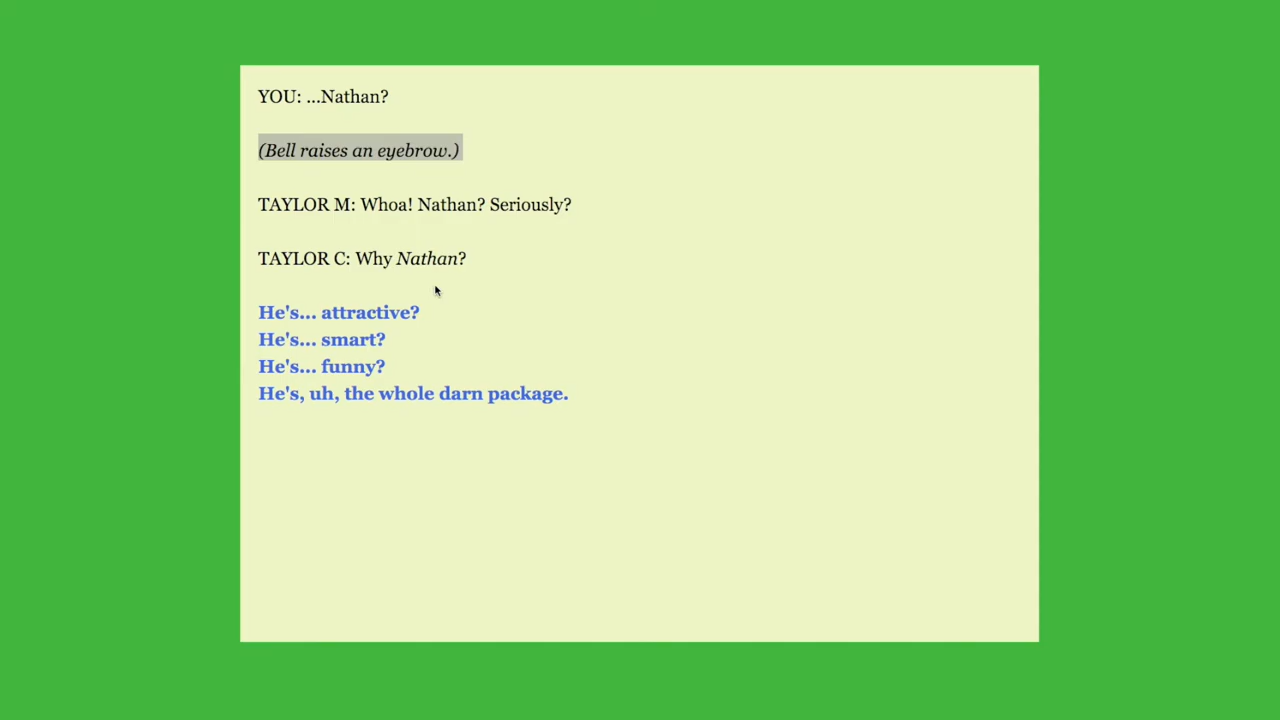 YOU: ...Nathan?
(Bell raises an eyebrow.)
TAYLOR M: Whoa! Nathan? Seriously?
TAYLOR C: Why Nathan?
He's... attractive?
He's... smart?
He's... funny?
He's, uh, the whole darn package.